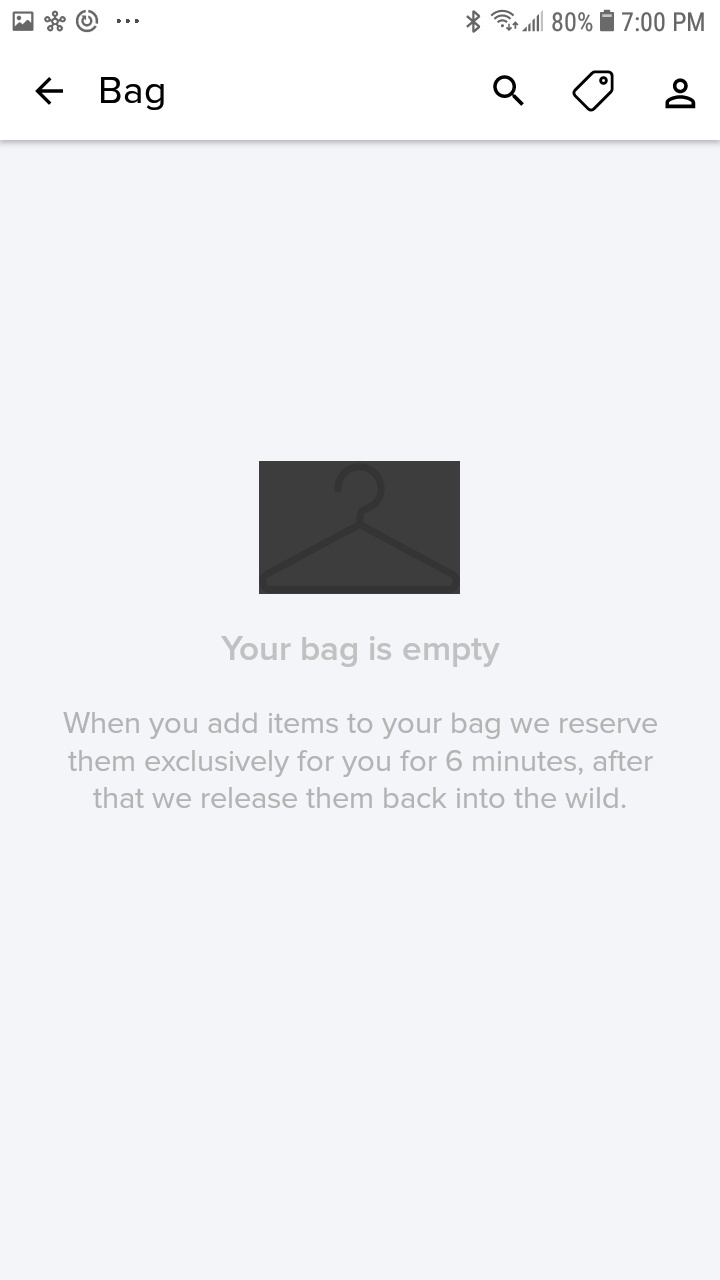 80% 7:00 PM
Bag
Your bag is empty
When you add items to your bag we reserve
them exclusively for you for 6 minutes, after
that we release them back into the wild.